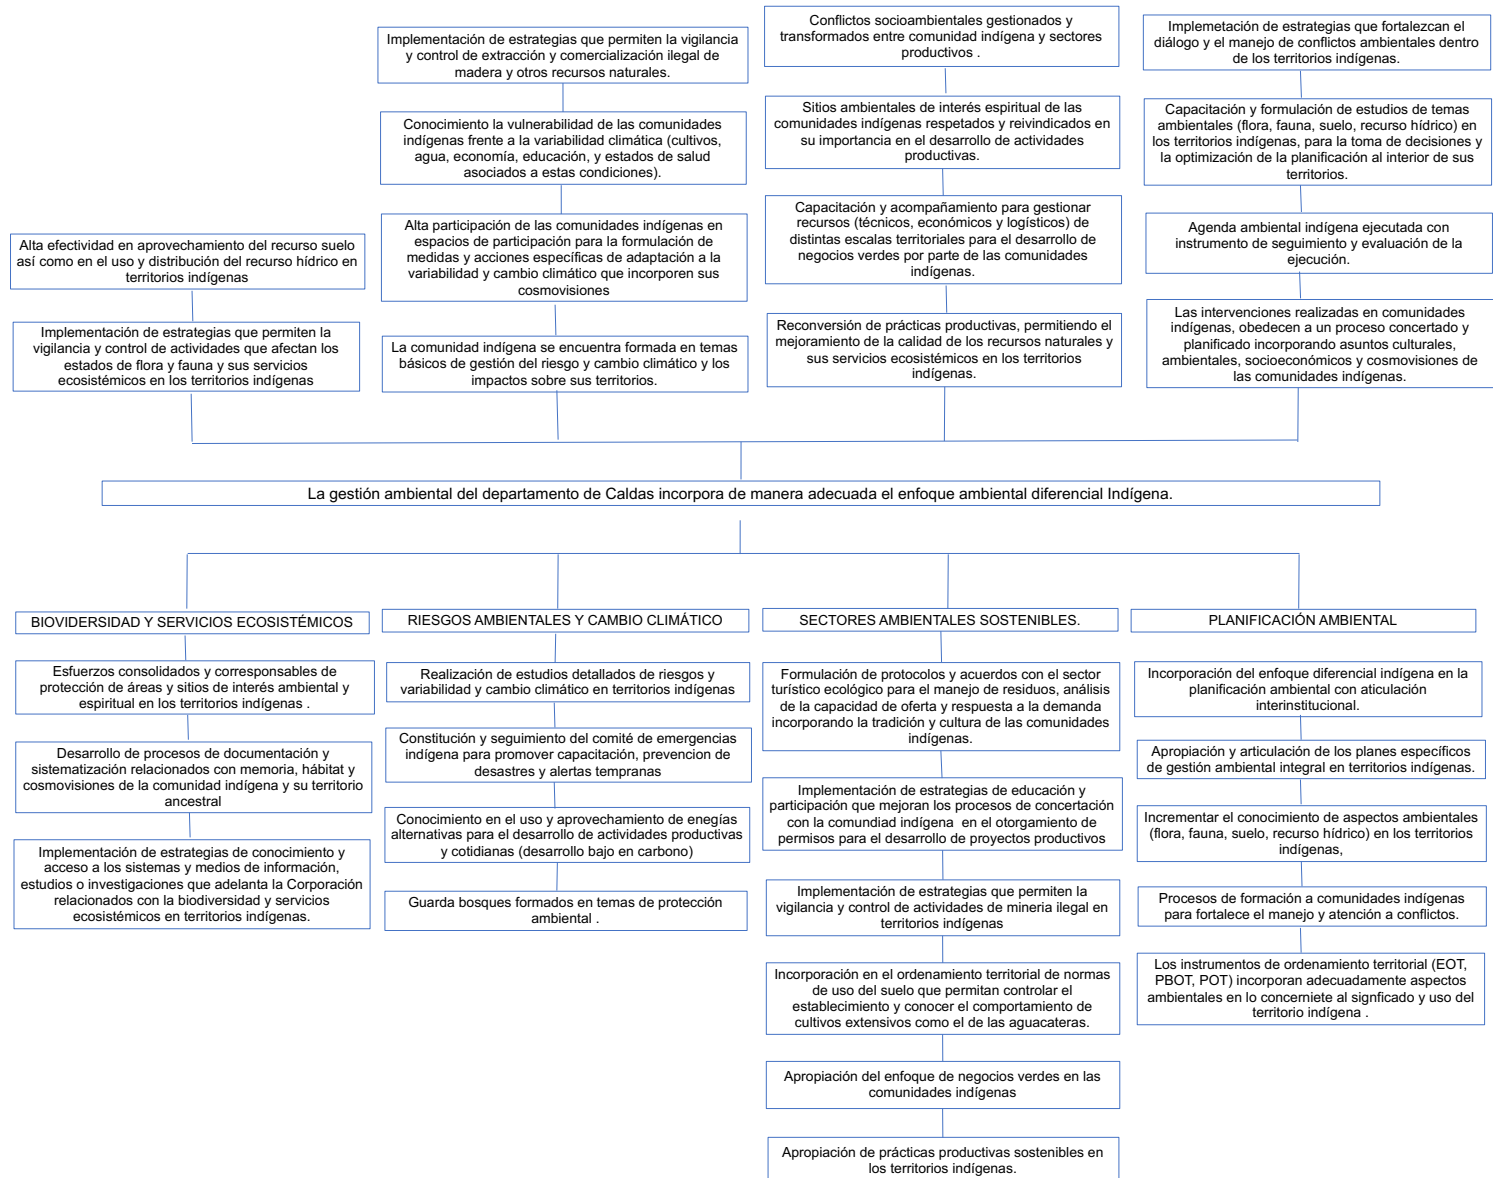 Implementación de estrategias que permiten la vigilancia
y control de extracción y comercialización ilegal de
madera y otros recursos naturales.
Conflictos socioambientales gestionados y
transformados entre comunidad indígena y sectores
productivos .
Implemetación de estrategias que fortalezcan el
diálogo y el manejo de conflictos ambientales dentro
de los territorios indígenas.
Conocimiento la vulnerabilidad de las comunidades
indígenas frente a la variabilidad climática (cultivos,
agua, economía, educación, y estados de salud
asociados a estas condiciones).
Sitios ambientales de interés espiritual de las
comunidades indígenas respetados y reivindicados en
su importancia en el desarrollo de actividades
productivas.
Capacitación y formulación de estudios de temas
ambientales (flora, fauna, suelo, recurso hídrico) en
los territorios indígenas, para la toma de decisiones y
la optimización de la planificación al interior de sus
territorios.
Alta efectividad en aprovechamiento del recurso suelo
así como en el uso y distribución del recurso hídrico en
territorios indígenas
Alta participación de las comunidades indígenas en
espacios de participación para la formulación de
medidas y acciones específicas de adaptación a la
variabilidad y cambio climático que incorporen sus
cosmovisiones
Capacitación y acompañamiento para gestionar
recursos (técnicos, económicos y logísticos) de
distintas escalas territoriales para el desarrollo de
negocios verdes por parte de las comunidades
indígenas.
Agenda ambiental indígena ejecutada con
instrumento de seguimiento y evaluación de la
ejecución.
Implementación de estrategias que permiten la
vigilancia y control de actividades que afectan los
estados de flora y fauna y sus servicios
ecosistémicos en los territorios indígenas
La comunidad indígena se encuentra formada en temas
básicos de gestión del riesgo y cambio climático y los
impactos sobre sus territorios.
Reconversión de prácticas productivas, permitiendo el
mejoramiento de la calidad de los recursos naturales y
sus servicios ecosistémicos en los territorios
indígenas.
Las intervenciones realizadas en comunidades
indígenas, obedecen a un proceso concertado y
planificado incorporando asuntos culturales,
ambientales, socioeconómicos y cosmovisiones de
las comunidades indígenas.
La gestión ambiental del departamento de Caldas incorpora de manera adecuada el enfoque ambiental diferencial Indígena.
BIOVIDERSIDAD Y SERVICIOS ECOSISTÉMICOS
Esfuerzos consolidados y corresponsables de
protección de áreas y sitios de interés ambiental y
espiritual en los territorios indígenas .
Desarrollo de procesos de documentación y
sistematización relacionados con memoria, hábitat y
cosmovisiones de la comunidad indígena y su territorio
ancestral
Implementación de estrategias de conocimiento y
acceso a los sistemas y medios de información,
estudios o investigaciones que adelanta la Corporación
relacionados con la biodiversidad y servicios
ecosistémicos en territorios indígenas.
RIESGOS AMBIENTALES Y CAMBIO CLIMÁTICO
Realización de estudios detallados de riesgos y
variabilidad y cambio climático en territorios indígenas
Constitución y seguimiento del comité de emergencias
indígena para promover capacitación, prevencion de
desastres y alertas tempranas
Conocimiento en el uso y aprovechamiento de enegías
alternativas para el desarrollo de actividades productivas
y cotidianas (desarrollo bajo en carbono)
Guarda bosques formados en temas de protección
ambiental .
SECTORES AMBIENTALES SOSTENIBLES.
Formulación de protocolos y acuerdos con el sector
turístico ecológico para el manejo de residuos, análisis
de la capacidad de oferta y respuesta a la demanda
incorporando la tradición y cultura de las comunidades
indígenas.
Implementación de estrategias de educación y
participación que mejoran los procesos de concertación
con la comundiad indígena  en el otorgamiento de
permisos para el desarrollo de proyectos productivos
Implementación de estrategias que permiten la
vigilancia y control de actividades de mineria ilegal en
territorios indígenas
Incorporación en el ordenamiento territorial de normas
de uso del suelo que permitan controlar el
establecimiento y conocer el comportamiento de
cultivos extensivos como el de las aguacateras.
Apropiación del enfoque de negocios verdes en las
comunidades indígenas
Apropiación de prácticas productivas sostenibles en
los territorios indígenas.
PLANIFICACIÓN AMBIENTAL
Incorporación del enfoque diferencial indígena en la
planificación ambiental con aticulación
interinstitucional.
Apropiación y articulación de los planes específicos
de gestión ambiental integral en territorios indígenas.
Incrementar el conocimiento de aspectos ambientales
(flora, fauna, suelo, recurso hídrico) en los territorios
indígenas,
Procesos de formación a comunidades indígenas
para fortalece el manejo y atención a conflictos.
Los instrumentos de ordenamiento territorial (EOT,
PBOT, POT) incorporan adecuadamente aspectos
ambientales en lo concerniete al signficado y uso del
territorio indígena .